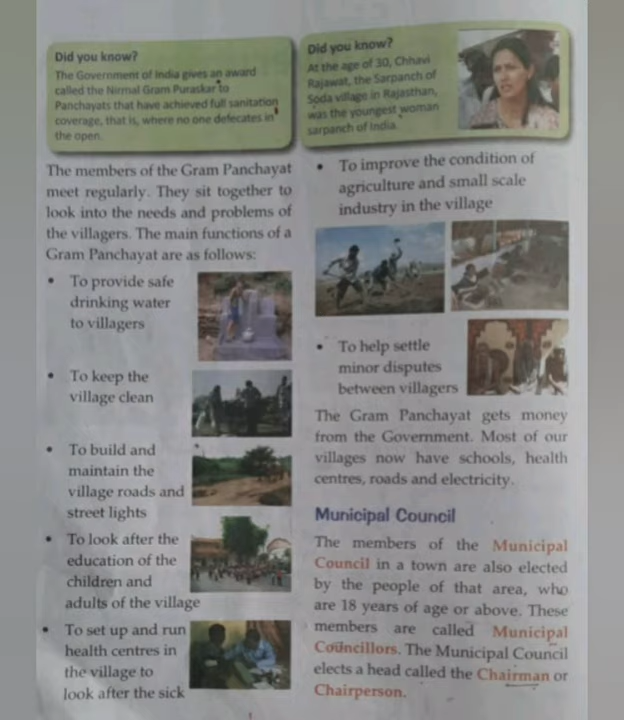 Did you know?
The Government of India gives an award
called the Nirmal Gram Puraskar to
Panchayats that have achieved full sanitation
coverage, that is, where no one defecates in
the open.
The members of the Gram Panchayat
meet regularly. They sit together to
look into the needs and problems of
the villagers. The main functions of a
Gram Panchayat are as follows:
• To provide safe
drinking water
to villagers
• To keep the
village clean
• To build and
maintain the
village roads and
street lights
• To look after the
education of the
children and
adults of the village
• To set up and run
health centres in
the village to
look after the sick
Did you know?
At the age of 30, Chhavi
Rajawat, the Sarpanch of
Soda village in Rajasthan,
was the youngest woman
sarpanch of India.
• To improve the condition of
agriculture and small scale
industry in the village
• To help settle
minor disputes
between villagers
The Gram Panchayat gets money
from the Government. Most of our
villages now have schools, health
centres, roads and electricity.
Municipal Council
The members of the Municipal
Council in a town are also elected
by the people of that area, who
are 18 years of age or above. These
members are called Municipal
Councillors. The Municipal Council
elects a head called the Chairman or
Chairperson.